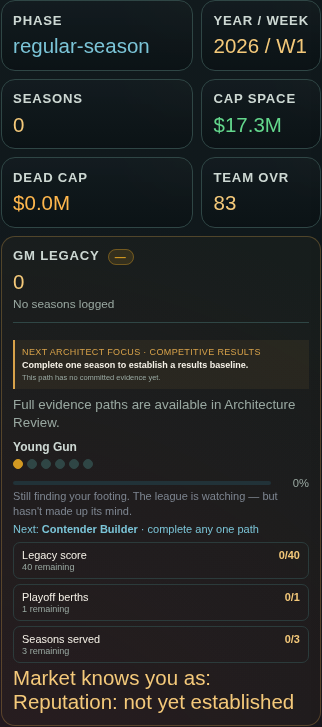 PHASE
regular-season
YEAR / WEEK
2026 / W1
SEASONS
0
CAP SPACE
$17.3M
DEAD CAP
$0.0M
TEAM OVR
83
GM LEGACY —
0
No seasons logged
NEXT ARCHITECT FOCUS · COMPETITIVE RESULTS
Complete one season to establish a results baseline.
This path has no committed evidence yet.
Full evidence paths are available in Architecture
Review.
Young Gun
0%
Still finding your footing. The league is watching — but
hasn't made up its mind.
Next: Contender Builder · complete any one path
Legacy score 0/40
40 remaining
Playoff berths 0/1
1 remaining
Seasons served 0/3
3 remaining
Market knows you as:
Reputation: not yet established